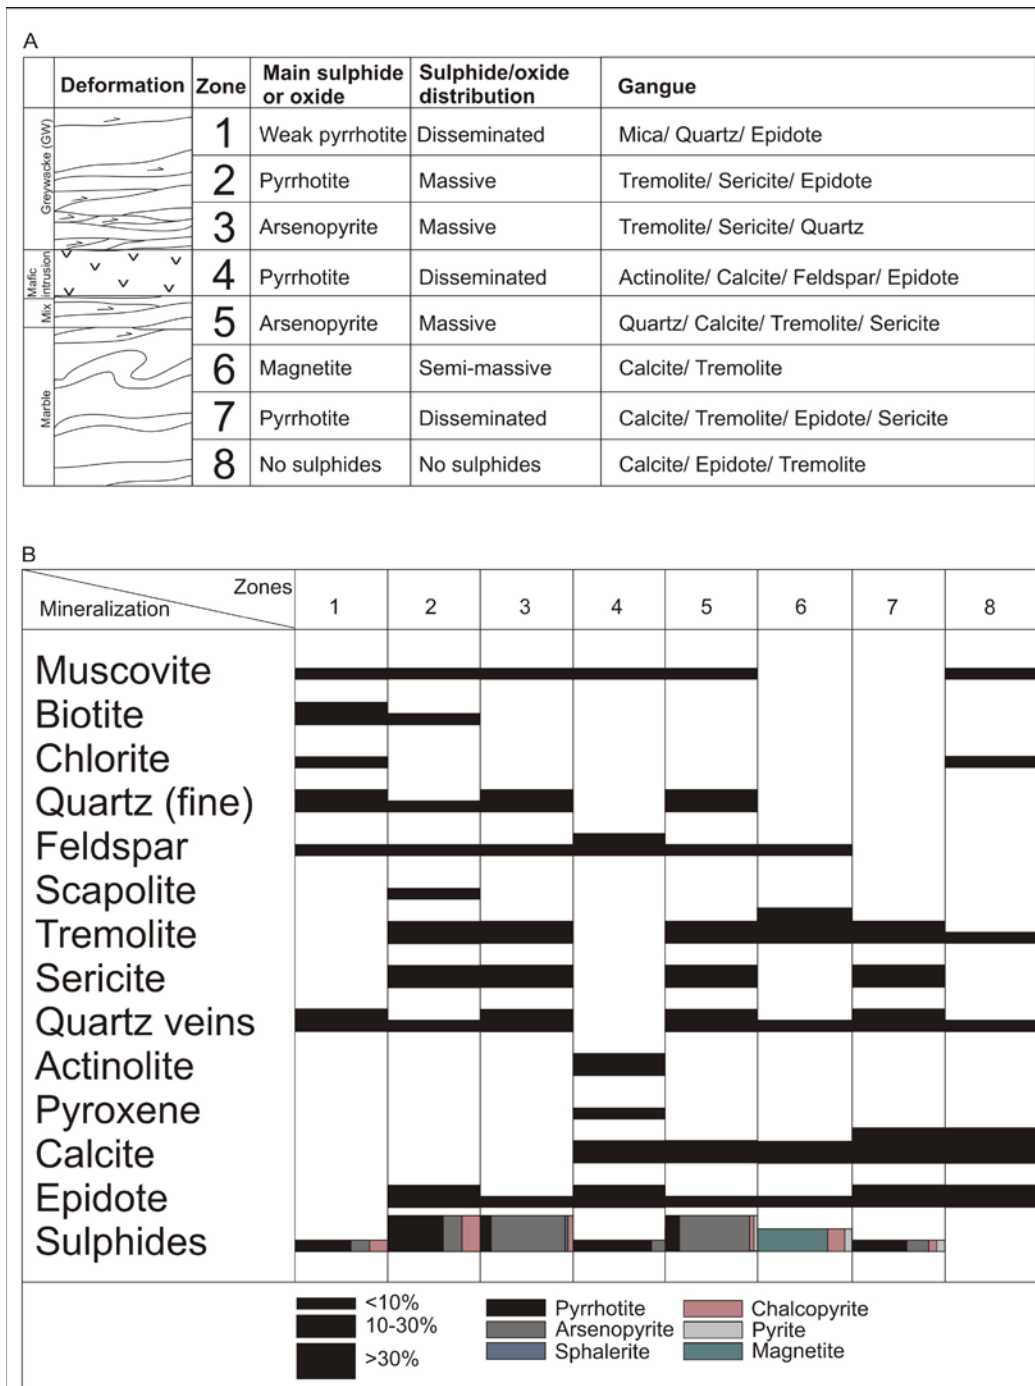 A
Deformation Zone Main sulphide or oxide Sulphide/oxide distribution Gangue
Greywacke (GW)
1 Weak pyrrhotite Disseminated Mica/ Quartz/ Epidote
2 Pyrrhotite Massive Tremolite/ Sericite/ Epidote
3 Arsenopyrite Massive Tremolite/ Sericite/ Quartz
Mafic intrusion
4 Pyrrhotite Disseminated Actinolite/ Calcite/ Feldspar/ Epidote
Mix
5 Arsenopyrite Massive Quartz/ Calcite/ Tremolite/ Sericite
Marble
6 Magnetite Semi-massive Calcite/ Tremolite
7 Pyrrhotite Disseminated Calcite/ Tremolite/ Epidote/ Sericite
8 No sulphides No sulphides Calcite/ Epidote/ Tremolite
B
Zones
Mineralization
1 2 3 4 5 6 7 8
Muscovite
Biotite
Chlorite
Quartz (fine)
Feldspar
Scapolite
Tremolite
Sericite
Quartz veins
Actinolite
Pyroxene
Calcite
Epidote
Sulphides
<10%
10-30%
>30%
Pyrrhotite
Arsenopyrite
Sphalerite
Chalcopyrite
Pyrite
Magnetite